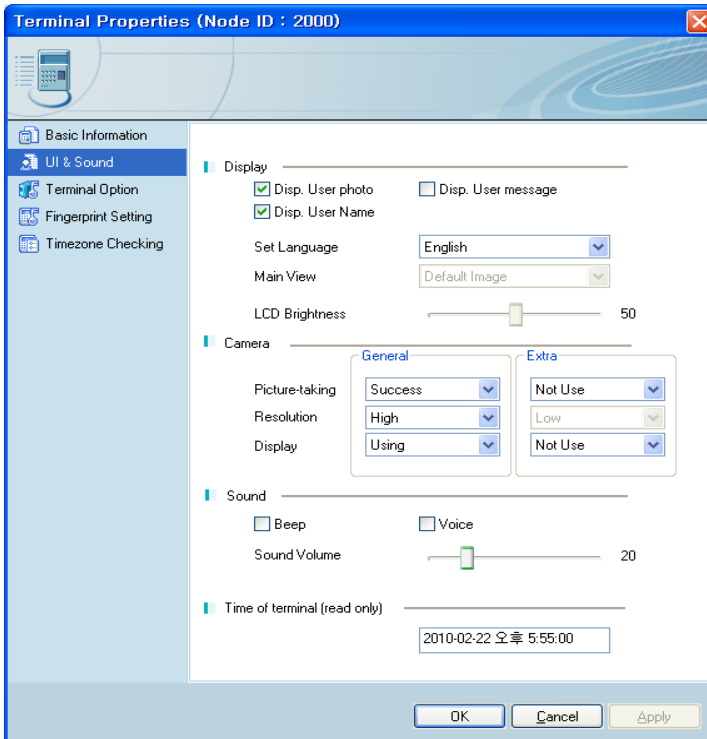 Terminal Properties (Node ID : 2000)
Basic Information
UI & Sound
Terminal Option
Fingerprint Setting
Timezone Checking
Display
Disp. User photo Disp. User message
Disp. User Name
Set Language English
Main View Default Image
LCD Brightness 50
Camera
General Extra
Picture-taking Success Not Use
Resolution High Low
Display Using Not Use
Sound
Beep Voice
Sound Volume 20
Time of terminal (read only)
2010-02-22 오후 5:55:00
OK Cancel Apply